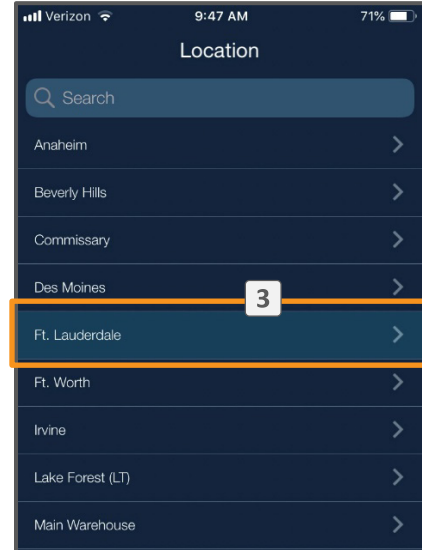 Verizon 9:47 AM 71%
Location
Search
Anaheim
Beverly Hills
Commissary
Des Moines
3
Ft. Lauderdale
Ft. Worth
Irvine
Lake Forest (LT)
Main Warehouse